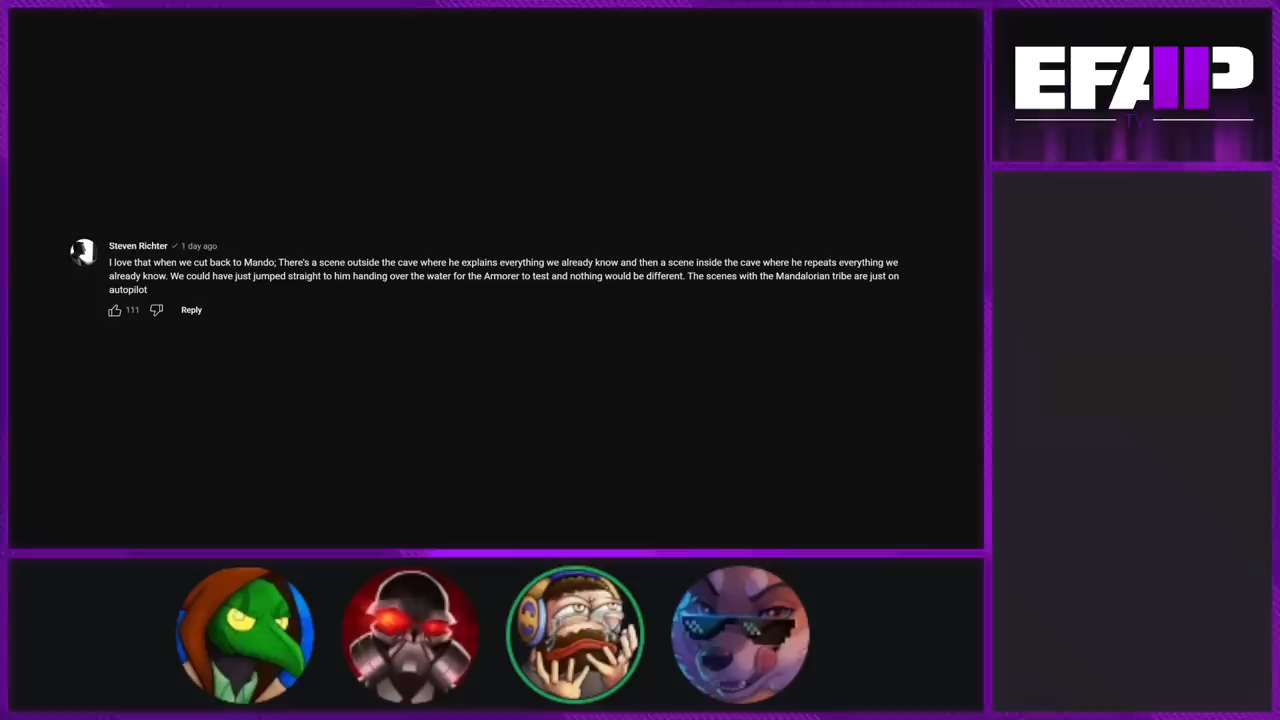 EFAP
TV
Steven Richter ✓ 1 day ago
I love that when we cut back to Mando; There's a scene outside the cave where he explains everything we already know and then a scene inside the cave where he repeats everything we
already know. We could have just jumped straight to him handing over the water for the Armorer to test and nothing would be different. The scenes with the Mandalorian tribe are just on
autopilot
111 Reply